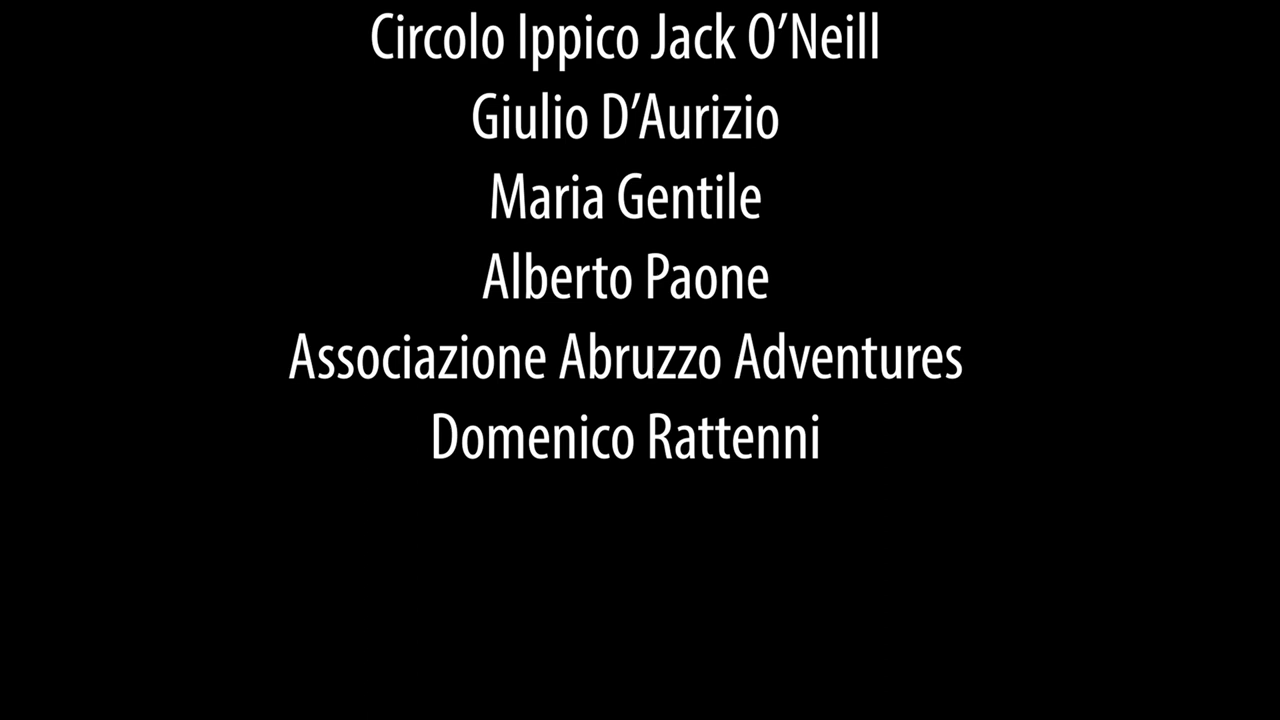 Circolo Ippico Jack O’Neill
Giulio D’Aurizio
Maria Gentile
Alberto Paone
Associazione Abruzzo Adventures
Domenico Rattenni